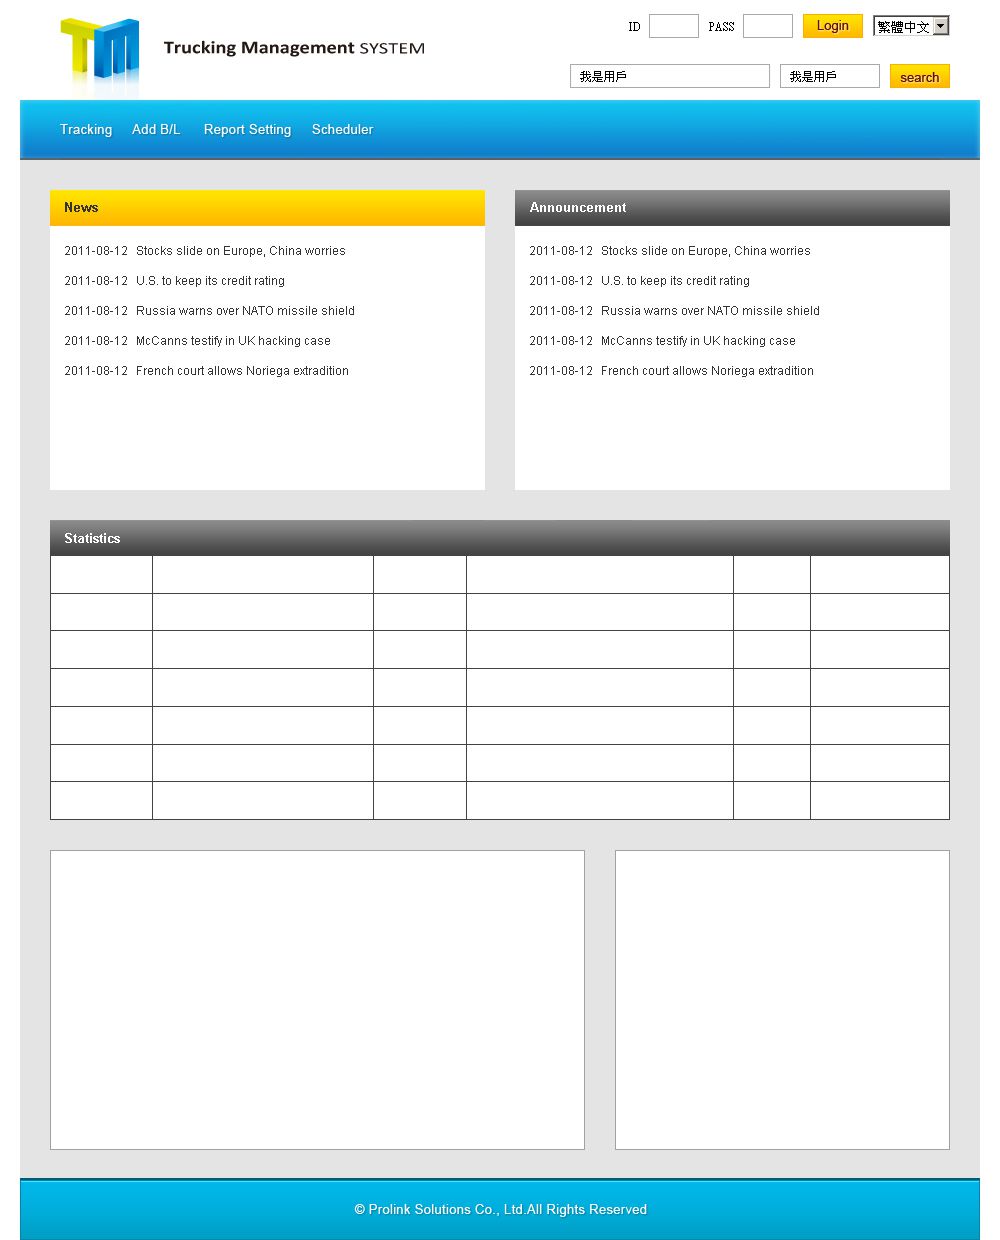 TM Trucking Management SYSTEM
ID PASS Login 繁體中文
我是用戶 我是用戶 search
Tracking Add B/L Report Setting Scheduler
News
2011-08-12 Stocks slide on Europe, China worries
2011-08-12 U.S. to keep its credit rating
2011-08-12 Russia warns over NATO missile shield
2011-08-12 McCanns testify in UK hacking case
2011-08-12 French court allows Noriega extradition
Announcement
2011-08-12 Stocks slide on Europe, China worries
2011-08-12 U.S. to keep its credit rating
2011-08-12 Russia warns over NATO missile shield
2011-08-12 McCanns testify in UK hacking case
2011-08-12 French court allows Noriega extradition
Statistics
© Prolink Solutions Co., Ltd.All Rights Reserved